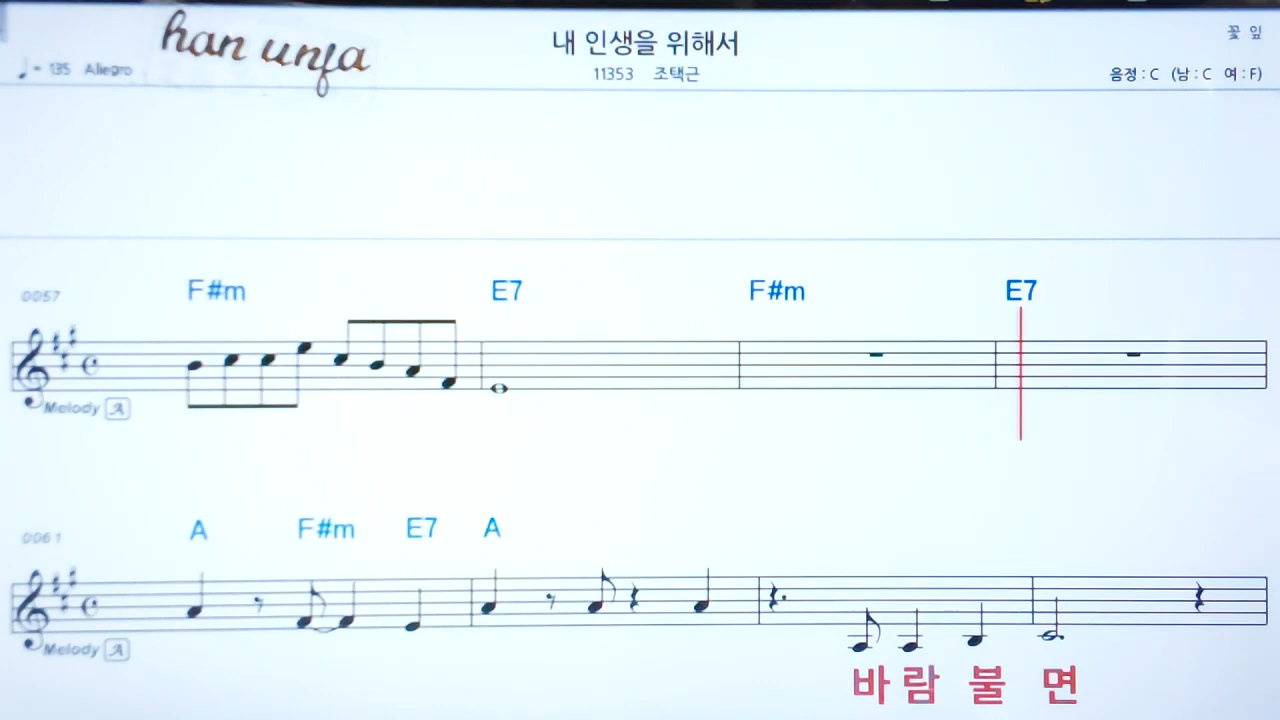 han unja
내 인생을 위해서
꽃 잎
♩= 135 Allegro
11353 조택근
음정 : C (남 : C 여 : F)
0057
F#m E7 F#m E7
Melody A
0061
A F#m E7 A
Melody A
바 람 불 면